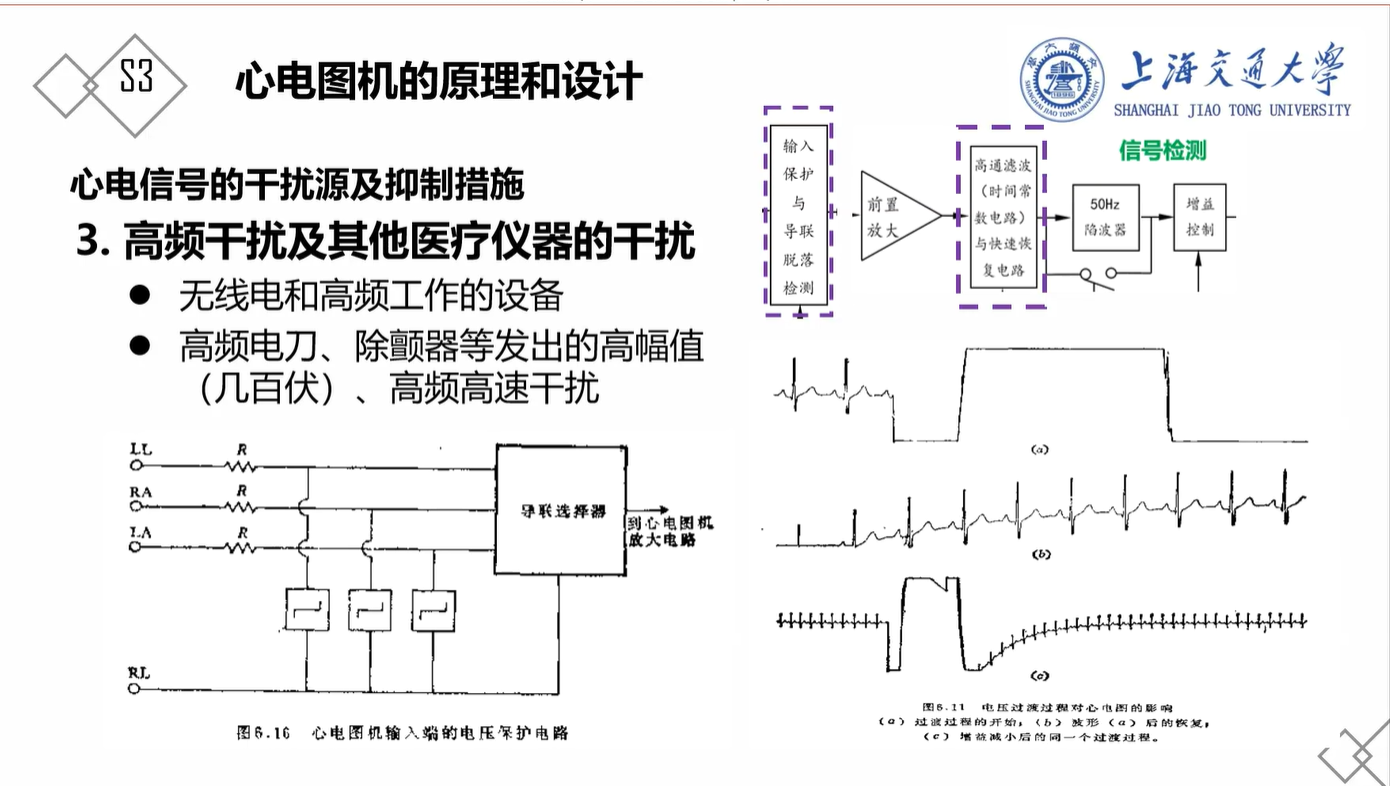 S3
心电图机的原理和设计
上海交通大学
SHANGHAI JIAO TONG UNIVERSITY
心电信号的干扰源及抑制措施
3. 高频干扰及其他医疗仪器的干扰
● 无线电和高频工作的设备
● 高频电刀、除颤器等发出的高幅值
（几百伏）、高频高速干扰
信号检测
输入
保护
与
导联
脱落
检测
前置
放大
高通滤波
（时间常
数电路）
与快速恢
复电路
50Hz
陷波器
增益
控制
LL
R
RA
R
LA
R
导联选择器
到心电图机
放大电路
RL
图6.16 心电图机输入端的电压保护电路
(a)
(b)
(c)
图6.11 电压过渡过程对心电图的影响
(a) 过渡过程的开始; (b) 波形 (a) 后的恢复;
(c) 增益减小后的同一个过渡过程。